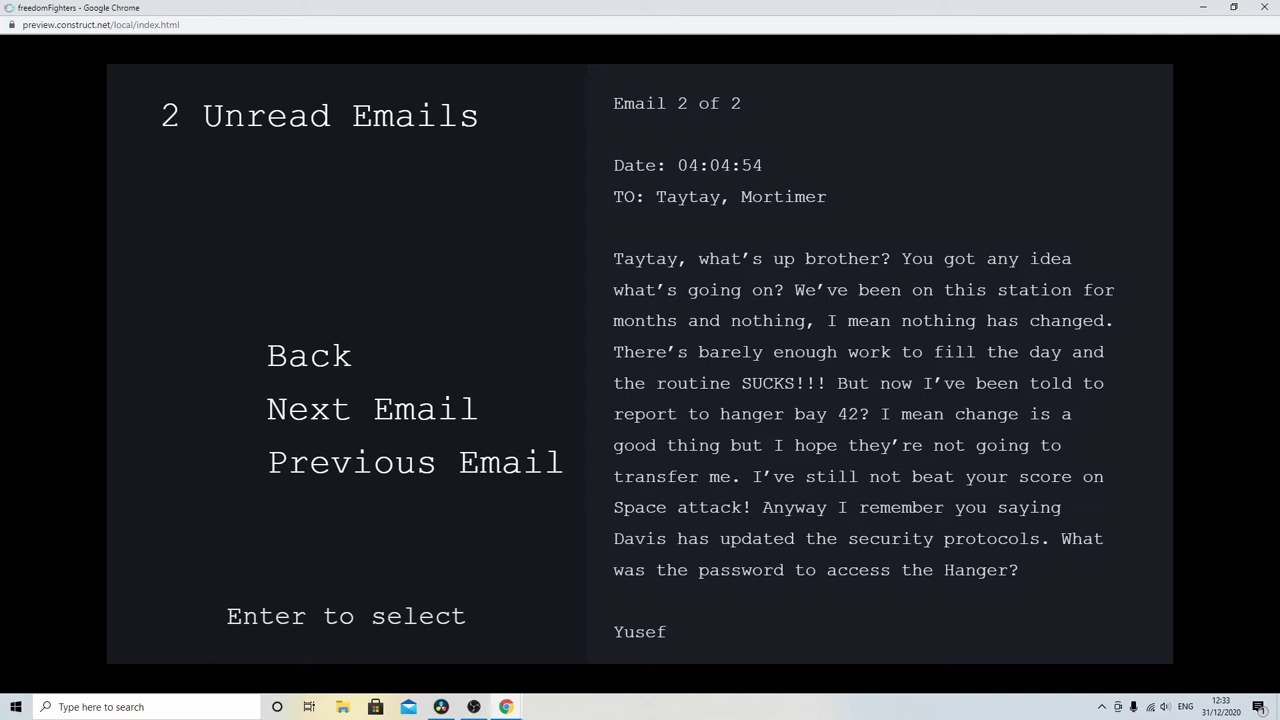 freedomFighters - Google Chrome
preview.construct.net/local/index.html
2 Unread Emails
Back
Next Email
Previous Email
Enter to select
Email 2 of 2
Date: 04:04:54
TO: Taytay, Mortimer
Taytay, what's up brother? You got any idea
what's going on? We've been on this station for
months and nothing, I mean nothing has changed.
There's barely enough work to fill the day and
the routine SUCKS!!! But now I've been told to
report to hanger bay 42? I mean change is a
good thing but I hope they're not going to
transfer me. I've still not beat your score on
Space attack! Anyway I remember you saying
Davis has updated the security protocols. What
was the password to access the Hanger?
Yusef
Type here to search
ENG
12:33
31/12/2020
1